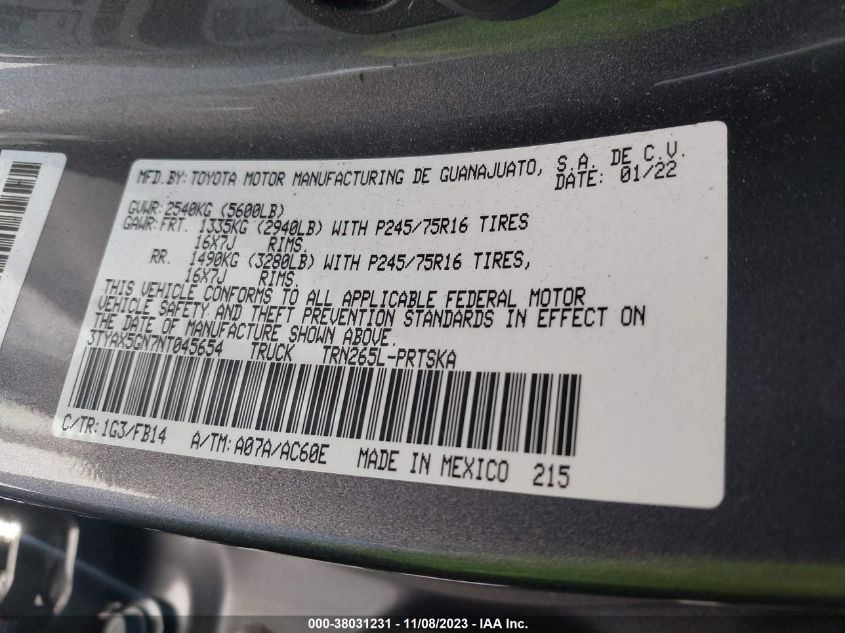 MFD.BY: TOYOTA MOTOR MANUFACTURING DE GUANAJUATO, S.A. DE C.V.
DATE: 01/22
GVWR: 2540KG (5600LB)
GAWR: FRT. 1335KG (2940LB) WITH P245/75R16 TIRES
16X7J RIMS.
RR. 1490KG (3280LB) WITH P245/75R16 TIRES,
16X7J RIMS.
THIS VEHICLE CONFORMS TO ALL APPLICABLE FEDERAL MOTOR
VEHICLE SAFETY AND THEFT PREVENTION STANDARDS IN EFFECT ON
THE DATE OF MANUFACTURE SHOWN ABOVE.
3TYAX5GN7NT045654 TRUCK TRN265L-PRTSKA
C/TR: 1G3/FB14 A/TM: A07A/AC60E MADE IN MEXICO 215
000-38031231 - 11/08/2023 - IAA Inc.